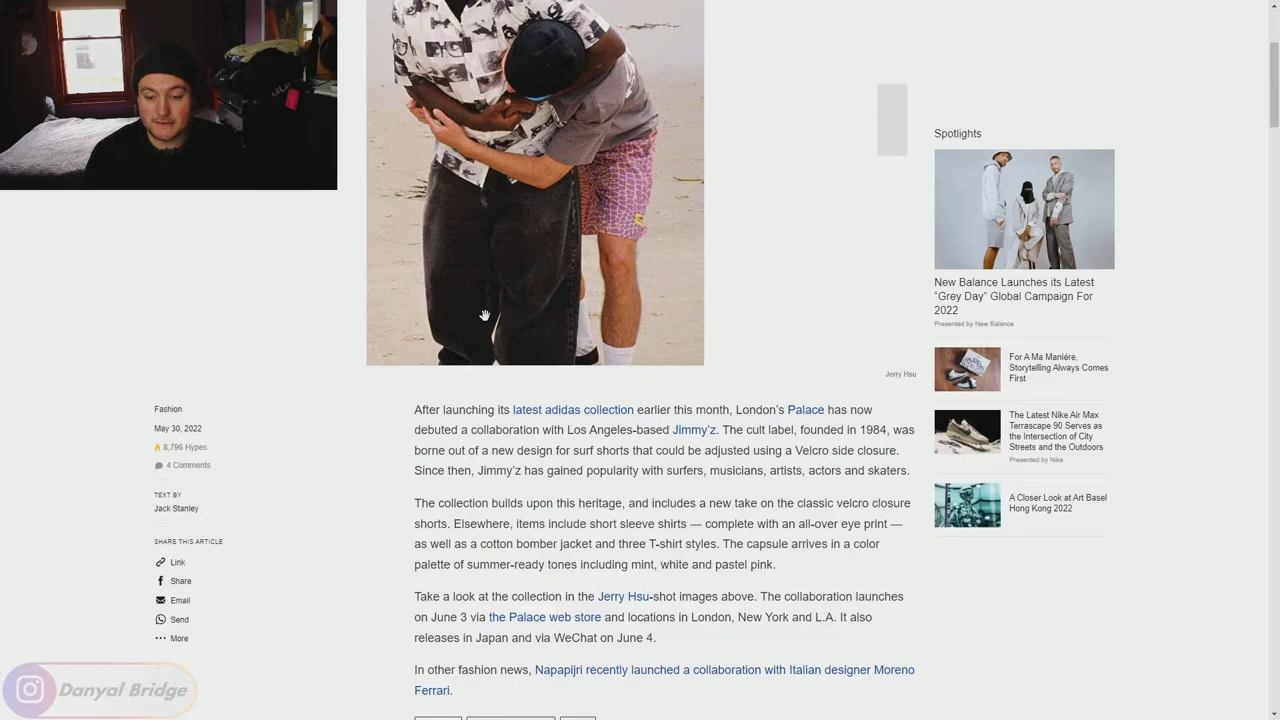 Spotlights
New Balance Launches its Latest
“Grey Day” Global Campaign For
2022
Presented by New Balance
For A Ma Maniére,
Storytelling Always Comes
First
The Latest Nike Air Max
Terrascape 90 Serves as
the Intersection of City
Streets and the Outdoors
Presented by Nike
A Closer Look at Art Basel
Hong Kong 2022
Jerry Hsu
Fashion
May 30, 2022
8,796 Hypes
4 Comments
TEXT BY
Jack Stanley
SHARE THIS ARTICLE
Link
Share
Email
Send
More
After launching its latest adidas collection earlier this month, London’s Palace has now
debuted a collaboration with Los Angeles-based Jimmy’z. The cult label, founded in 1984, was
borne out of a new design for surf shorts that could be adjusted using a Velcro side closure.
Since then, Jimmy’z has gained popularity with surfers, musicians, artists, actors and skaters.
The collection builds upon this heritage, and includes a new take on the classic velcro closure
shorts. Elsewhere, items include short sleeve shirts — complete with an all-over eye print —
as well as a cotton bomber jacket and three T-shirt styles. The capsule arrives in a color
palette of summer-ready tones including mint, white and pastel pink.
Take a look at the collection in the Jerry Hsu-shot images above. The collaboration launches
on June 3 via the Palace web store and locations in London, New York and L.A. It also
releases in Japan and via WeChat on June 4.
In other fashion news, Napapijri recently launched a collaboration with Italian designer Moreno
Ferrari.
Danyal Bridge